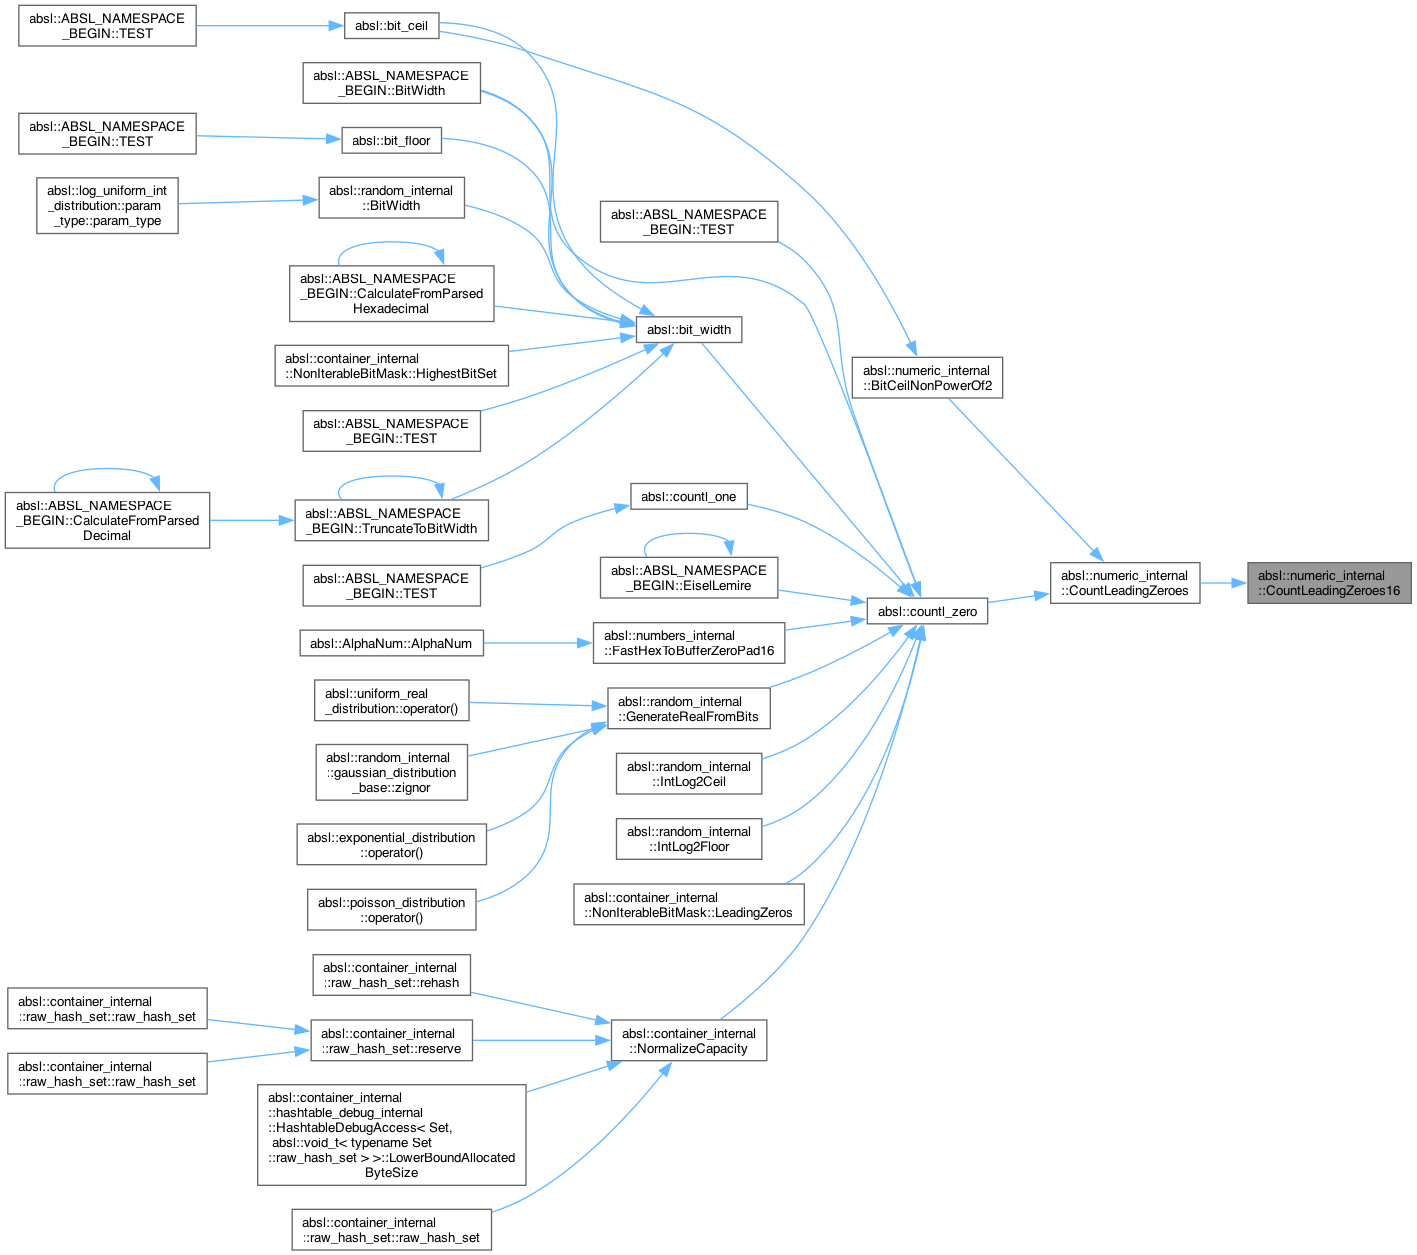 absl::ABSL_NAMESPACE
_BEGIN::TEST
absl::bit_ceil
absl::ABSL_NAMESPACE
_BEGIN::BitWidth
absl::ABSL_NAMESPACE
_BEGIN::TEST
absl::bit_floor
absl::log_uniform_int
_distribution::param
_type::param_type
absl::random_internal
::BitWidth
absl::ABSL_NAMESPACE
_BEGIN::TEST
absl::ABSL_NAMESPACE
_BEGIN::CalculateFromParsed
Hexadecimal
absl::bit_width
absl::container_internal
::NonIterableBitMask::HighestBitSet
absl::numeric_internal
::BitCeilNonPowerOf2
absl::ABSL_NAMESPACE
_BEGIN::TEST
absl::ABSL_NAMESPACE
_BEGIN::CalculateFromParsed
Decimal
absl::ABSL_NAMESPACE
_BEGIN::TruncateToBitWidth
absl::countl_one
absl::ABSL_NAMESPACE
_BEGIN::TEST
absl::ABSL_NAMESPACE
_BEGIN::EiselLemire
absl::countl_zero
absl::numeric_internal
::CountLeadingZeroes
absl::numeric_internal
::CountLeadingZeroes16
absl::AlphaNum::AlphaNum
absl::numbers_internal
::FastHexToBufferZeroPad16
absl::uniform_real
_distribution::operator()
absl::random_internal
::GenerateRealFromBits
absl::random_internal
::gaussian_distribution
_base::zignor
absl::random_internal
::IntLog2Ceil
absl::exponential_distribution
::operator()
absl::random_internal
::IntLog2Floor
absl::poisson_distribution
::operator()
absl::container_internal
::NonIterableBitMask::LeadingZeros
absl::container_internal
::raw_hash_set::rehash
absl::container_internal
::raw_hash_set::raw_hash_set
absl::container_internal
::raw_hash_set::reserve
absl::container_internal
::NormalizeCapacity
absl::container_internal
::raw_hash_set::raw_hash_set
absl::container_internal
::hashtable_debug_internal
::HashtableDebugAccess< Set,
absl::void_t< typename Set
::raw_hash_set > >::LowerBoundAllocated
ByteSize
absl::container_internal
::raw_hash_set::raw_hash_set